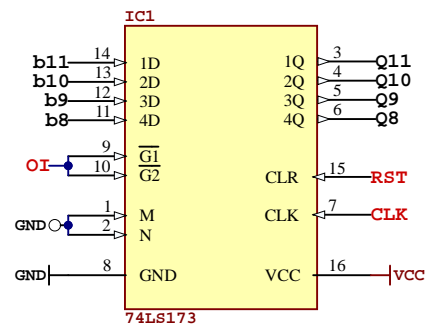 IC1
b11 14 1D 1Q 3 Q11
b10 13 2D 2Q 4 Q10
b9 12 3D 3Q 5 Q9
b8 11 4D 4Q 6 Q8
OI 9 G1
10 G2
CLR 15 RST
GND 1 M CLK 7 CLK
2 N
GND 8 GND VCC 16 VCC
74LS173